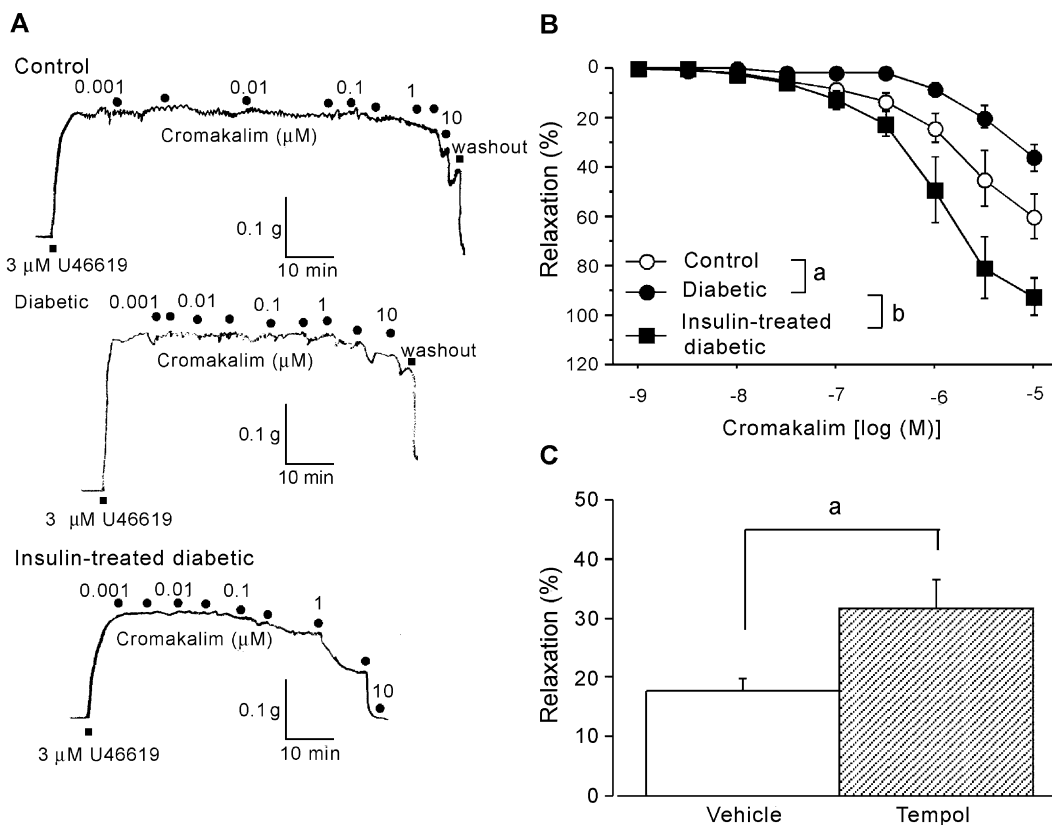 A
Control
0.001 0.01 0.1 1 10
Cromakalim (μM)
washout
0.1 g
10 min
3 μM U46619
Diabetic
0.001 0.01 0.1 1 10
Cromakalim (μM)
washout
0.1 g
10 min
3 μM U46619
Insulin-treated diabetic
0.001 0.01 0.1 1 10
Cromakalim (μM)
0.1 g
10 min
3 μM U46619
B
Relaxation (%)
0
20
40
60
80
100
120
Control
Diabetic
Insulin-treated
diabetic
a
b
-9 -8 -7 -6 -5
Cromakalim [log (M)]
C
Relaxation (%)
50
40
30
20
10
0
a
Vehicle Tempol